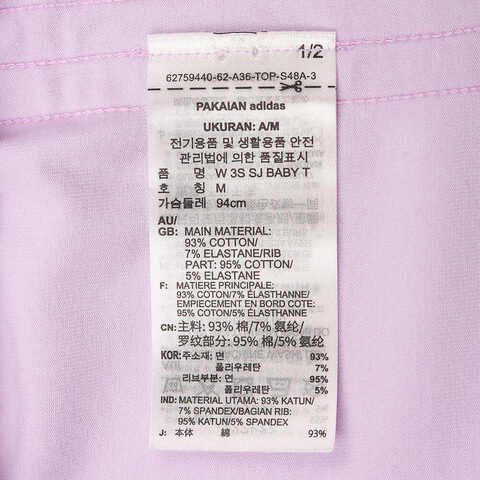 1/2
62759440-62-A36-TOP-S48A-3
PAKAIAN adidas
UKURAN: A/M
전기용품 및 생활용품 안전
관리법에 의한 품질표시
품 명 W 3S SJ BABY T
호 칭 M
가슴둘레 94cm
AU/
GB: MAIN MATERIAL:
93% COTTON/
7% ELASTANE/RIB
PART: 95% COTTON/
5% ELASTANE
F: MATIERE PRINCIPALE:
93% COTON/7% ÉLASTHANNE/
EMPIECEMENT EN BORD COTE:
95% COTON/5% ÉLASTHANNE
CN: 主料: 93% 棉/7% 氨纶/
罗纹部分: 95% 棉/5% 氨纶
KOR: 주소재: 면 93%
폴리우레탄 7%
리브부분: 면 95%
폴리우레탄 5%
IND: MATERIAL UTAMA: 93% KATUN/
7% SPANDEX/BAGIAN RIB:
95% KATUN/5% SPANDEX
J: 本体 綿 93%